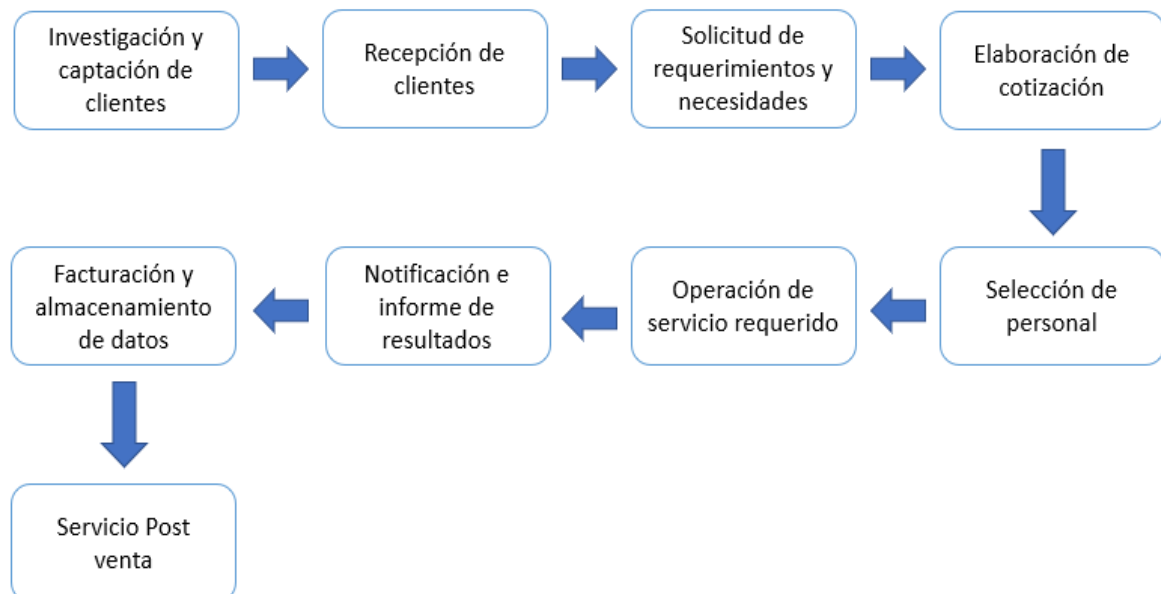 Investigación y
captación de
clientes
Recepción de
clientes
Solicitud de
requerimientos y
necesidades
Elaboración de
cotización
Selección de
personal
Operación de
servicio requerido
Notificación e
informe de
resultados
Facturación y
almacenamiento
de datos
Servicio Post
venta